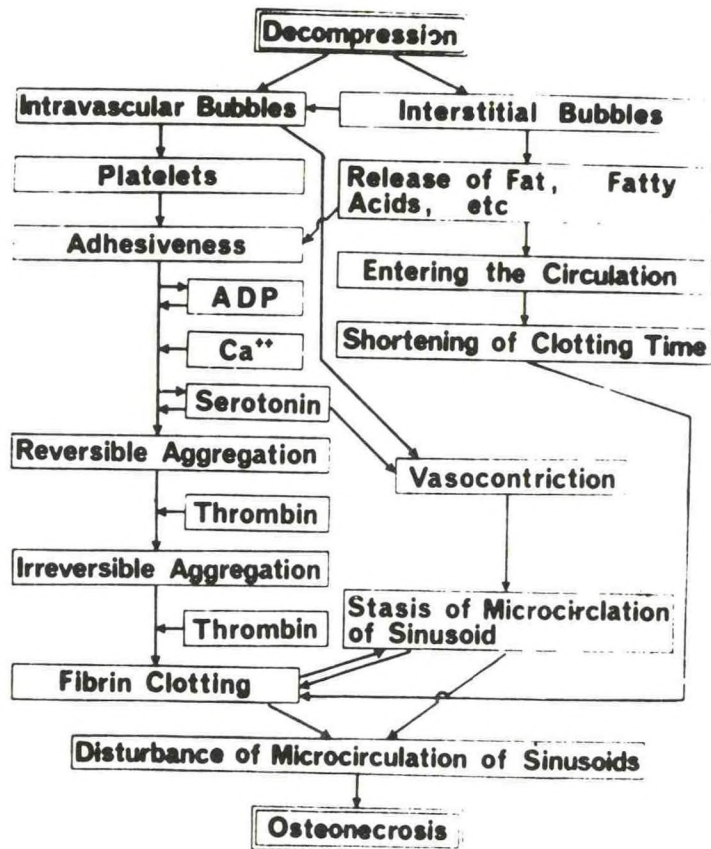 Decompression
Intravascular Bubbles
Interstitial Bubbles
Platelets
Release of Fat, Fatty
Acids, etc
Adhesiveness
Entering the Circulation
ADP
Ca++
Shortening of Clotting Time
Serotonin
Reversible Aggregation
Vasocontriction
Thrombin
Irreversible Aggregation
Stasis of Microcirclation
of Sinusoid
Thrombin
Fibrin Clotting
Disturbance of Microcirculation of Sinusoids
Osteonecrosis